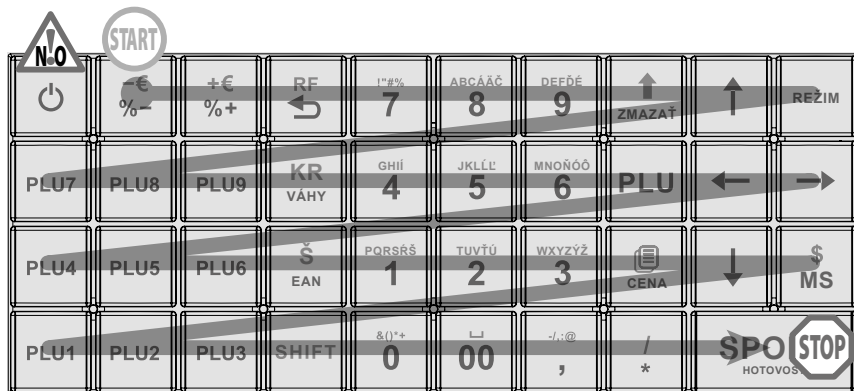 N!O START
-€ +€ RF !"#% ABCÁÄČ DEFĎÉ
%- %+ 7 8 9 ZMAZAŤ REŽIM
KR GHIÍ JKLĹĽ MNOŇÓÔ
PLU7 PLU8 PLU9 VÁHY 4 5 6 PLU
Š PQRSŔŠ TUVŤÚ WXYZÝŽ $
PLU4 PLU5 PLU6 EAN 1 2 3 CENA MS
&()*+ -/,:@ /
PLU1 PLU2 PLU3 SHIFT 0 00 , * SPO STOP